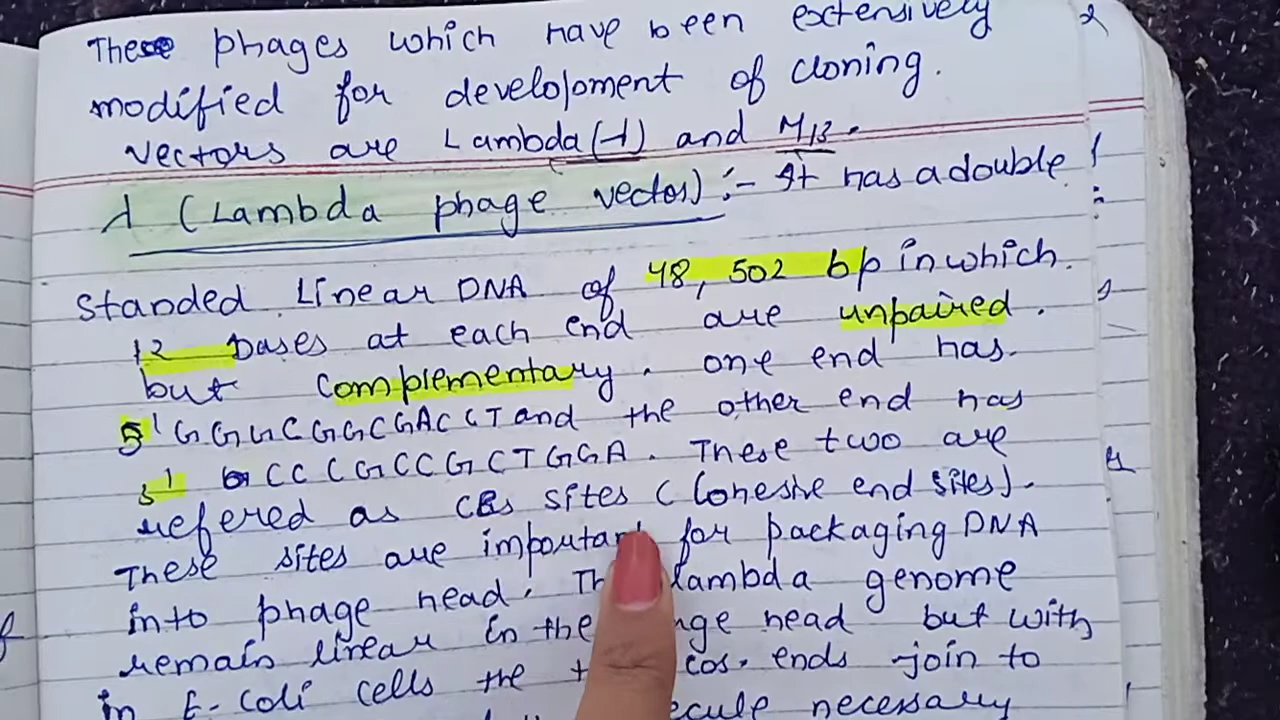 These phages which have been extensively
modified for development of cloning.
vectors are Lambda (λ) and M13.
λ (Lambda phage vector) :- It has a double
standed Linear DNA of 48,502 bp in which.
12 bases at each end are unpaired.
but complementary. one end has.
5' GGGCGGCGACCT and the other end has
5' CCCGCCGCTGGA. These two are
refered as cos sites (Cohesive end sites).
These sites are important for packaging DNA
into phage head. The lambda genome
remain linear in the head but with
in E-Coli cells the cos. ends join to
necessary